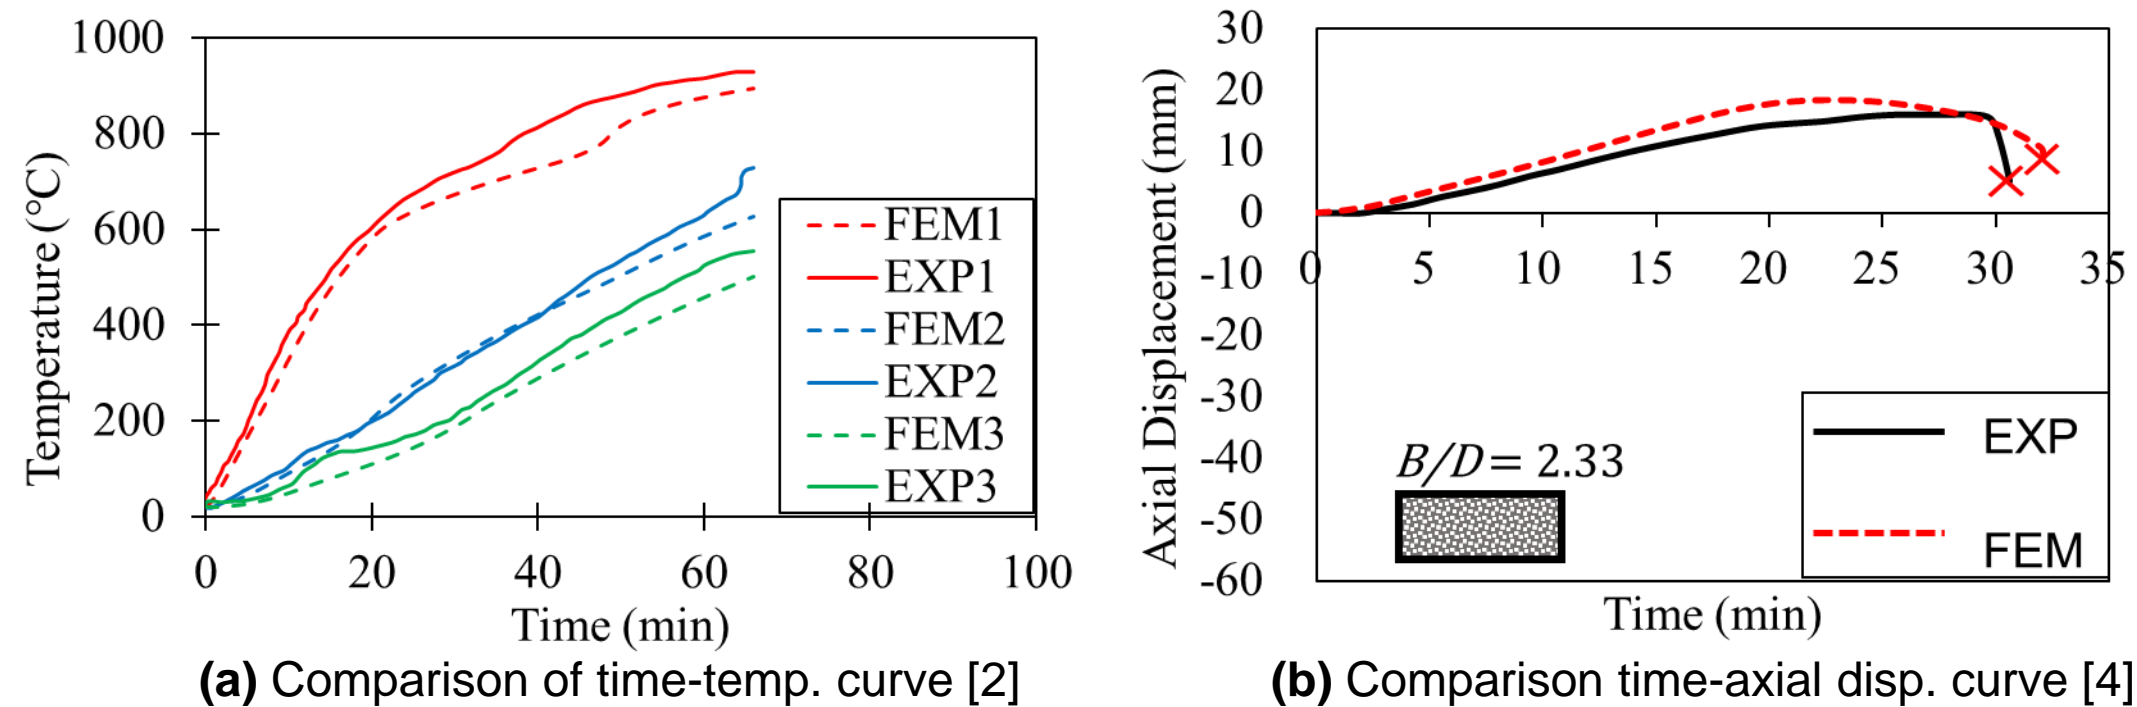 1000
800
600
400
200
0
Temperature (°C)
FEM1
EXP1
FEM2
EXP2
FEM3
EXP3
0 20 40 60 80 100
Time (min)
(a) Comparison of time-temp. curve [2]
30
20
10
0
-10
-20
-30
-40
-50
-60
Axial Displacement (mm)
0 5 10 15 20 25 30 35
B/D = 2.33
EXP
FEM
Time (min)
(b) Comparison time-axial disp. curve [4]